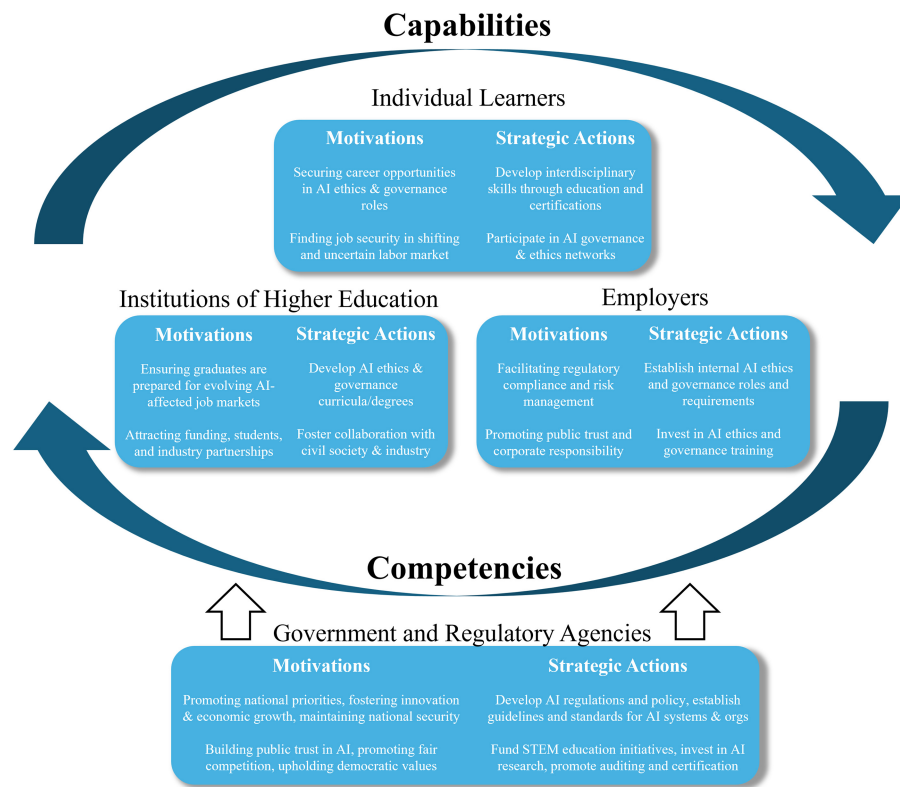 Capabilities
Individual Learners
Motivations
Securing career opportunities
in AI ethics & governance
roles
Finding job security in shifting
and uncertain labor market
Strategic Actions
Develop interdisciplinary
skills through education and
certifications
Participate in AI governance
& ethics networks
Institutions of Higher Education
Motivations
Ensuring graduates are
prepared for evolving AI-
affected job markets
Attracting funding, students,
and industry partnerships
Strategic Actions
Develop AI ethics &
governance
curricula/degrees
Foster collaboration with
civil society & industry
Employers
Motivations
Facilitating regulatory
compliance and risk
management
Promoting public trust and
corporate responsibility
Strategic Actions
Establish internal AI ethics
and governance roles and
requirements
Invest in AI ethics and
governance training
Competencies
Government and Regulatory Agencies
Motivations
Promoting national priorities, fostering innovation
& economic growth, maintaining national security
Building public trust in AI, promoting fair
competition, upholding democratic values
Strategic Actions
Develop AI regulations and policy, establish
guidelines and standards for AI systems & orgs
Fund STEM education initiatives, invest in AI
research, promote auditing and certification